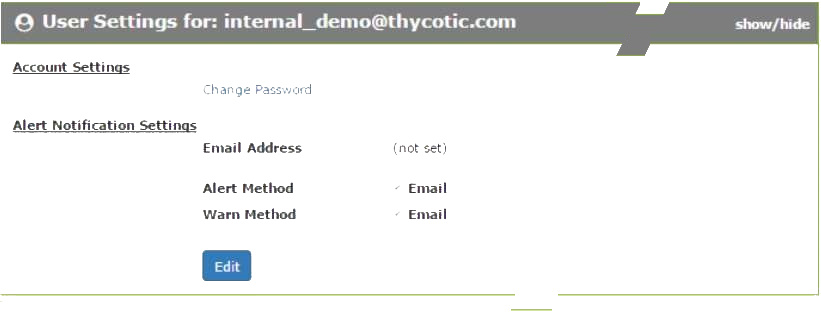 User Settings for: internal_demo@thycotic.com show/hide
Account Settings
Change Password
Alert Notification Settings
Email Address (not set)
Alert Method ✓ Email
Warn Method ✓ Email
Edit